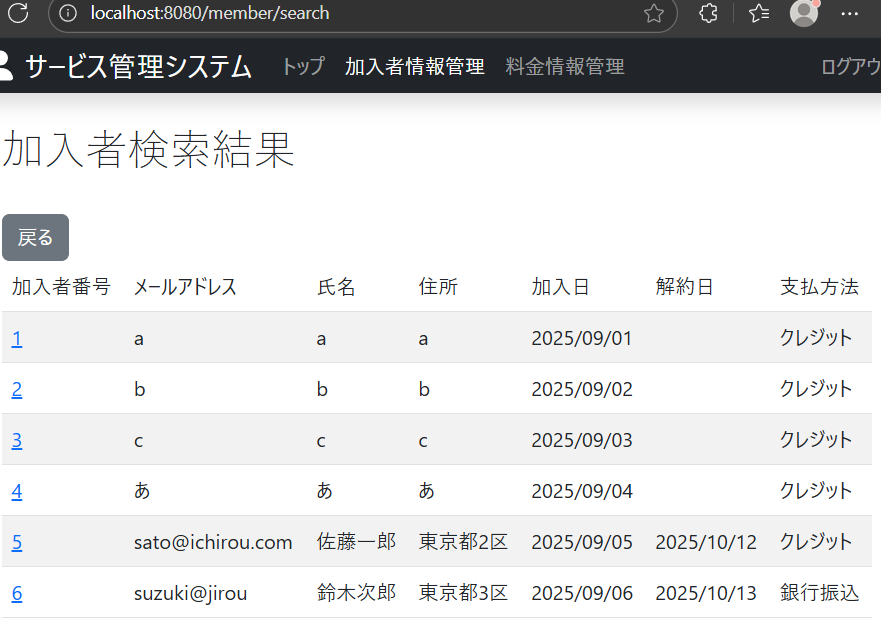 localhost:8080/member/search
サービス管理システム トップ 加入者情報管理 料金情報管理 ログアウ
加入者検索結果
戻る
加入者番号 メールアドレス 氏名 住所 加入日 解約日 支払方法
1 a a a 2025/09/01 クレジット
2 b b b 2025/09/02 クレジット
3 c c c 2025/09/03 クレジット
4 あ あ あ 2025/09/04 クレジット
5 sato@ichirou.com 佐藤一郎 東京都2区 2025/09/05 2025/10/12 クレジット
6 suzuki@jirou 鈴木次郎 東京都3区 2025/09/06 2025/10/13 銀行振込